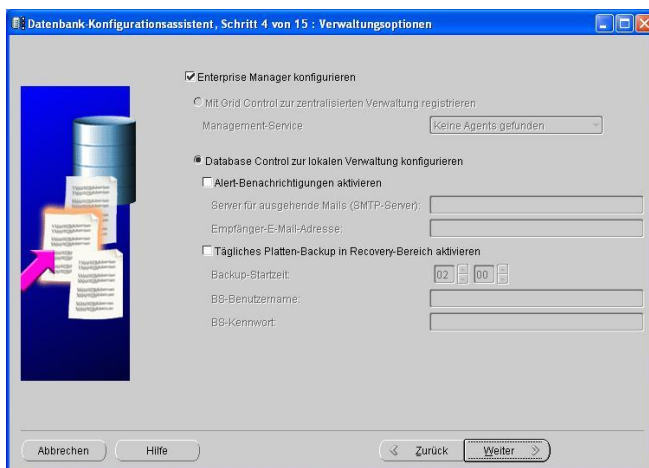 Datenbank-Konfigurationsassistent, Schritt 4 von 15 : Verwaltungsoptionen
Enterprise Manager konfigurieren
Mit Grid Control zur zentralisierten Verwaltung registrieren
Management-Service Keine Agents gefunden
Database Control zur lokalen Verwaltung konfigurieren
Alert-Benachrichtigungen aktivieren
Server für ausgehende Mails (SMTP-Server):
Empfänger-E-Mail-Adresse:
Tägliches Platten-Backup in Recovery-Bereich aktivieren
Backup-Startzeit: 02 00
BS-Benutzername:
BS-Kennwort:
Abbrechen Hilfe Zurück Weiter